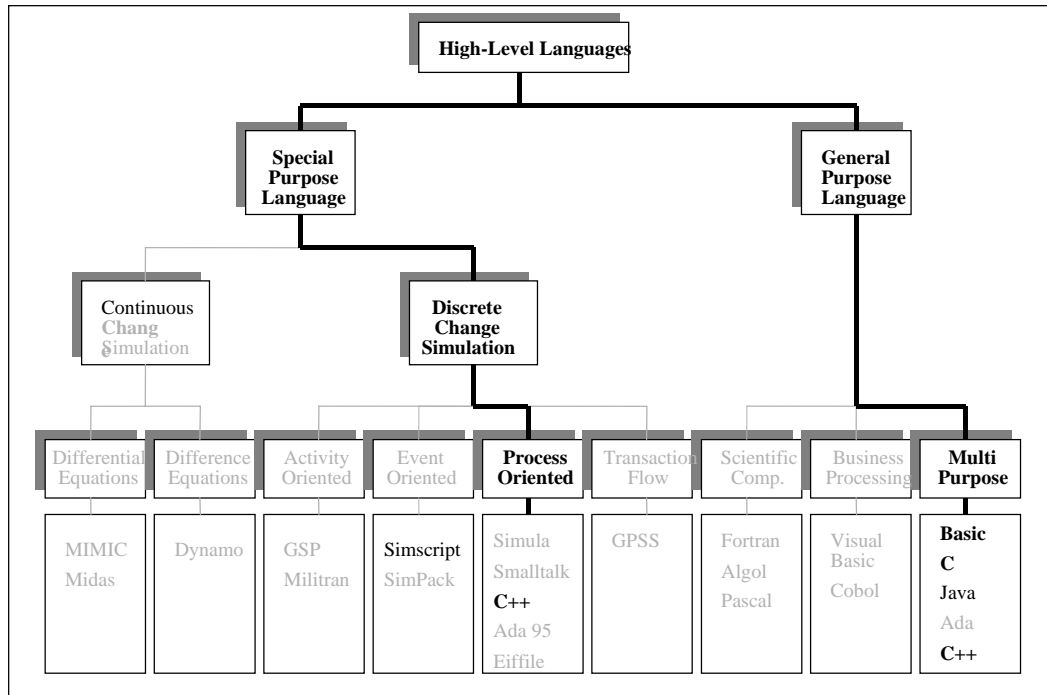 High-Level Languages
Special
Purpose
Language
General
Purpose
Language
Continuous
Chang
e
Simulation
Discrete
Change
Simulation
Differential
Equations
Difference
Equations
Activity
Oriented
Event
Oriented
Process
Oriented
Transaction
Flow
Scientific
Comp.
Business
Processing
Multi
Purpose
MIMIC
Midas
Dynamo
GSP
Militran
Simscript
SimPack
Simula
Smalltalk
C++
Ada 95
Eiffile
GPSS
Fortran
Algol
Pascal
Visual
Basic
Cobol
Basic
C
Java
Ada
C++